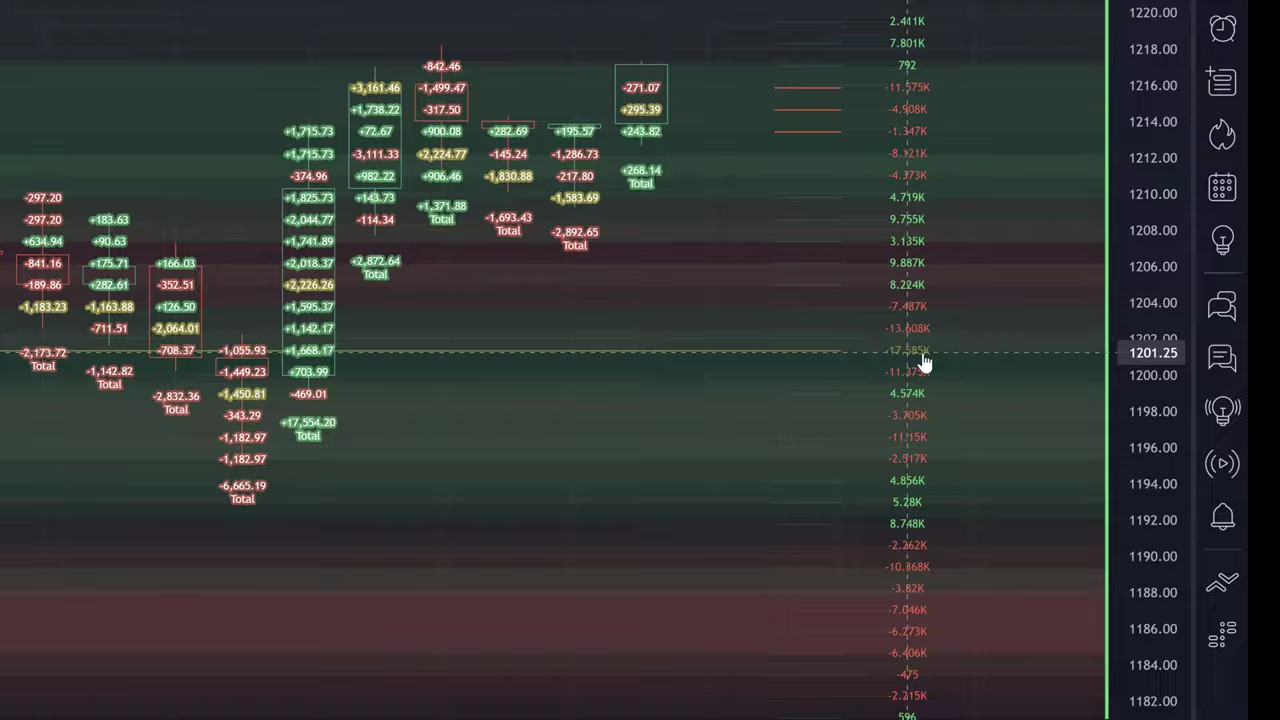 -297.20
-297.20
+634.94
-841.16
-189.86
-1,183.23
-2,173.72
Total
+183.63
+90.63
+175.71
+282.61
-1,163.88
-711.51
-1,142.82
Total
+166.03
-352.51
+126.50
-2,064.01
-708.37
-2,832.36
Total
-1,055.93
-1,449.23
-1,450.81
-343.29
-1,182.97
-1,182.97
-6,665.19
Total
+1,715.73
+1,715.73
-374.96
+1,825.73
+2,044.77
+1,741.89
+2,018.37
+2,226.26
+1,595.37
+1,142.17
+1,668.17
+703.99
-469.01
+17,554.20
Total
+3,161.46
+1,738.22
+72.67
-3,111.33
+982.22
+143.73
-114.34
+2,872.64
Total
-842.46
-1,499.47
-317.50
+900.08
+2,224.77
+906.46
+1,371.88
Total
+282.69
-145.24
-1,830.88
-1,693.43
Total
+195.57
-1,286.73
-217.80
-1,583.69
-2,892.65
Total
-271.07
+295.39
+243.82
+268.14
Total
2.411K
7.801K
792
-11.575K
-4.908K
-1.347K
-8.121K
-4.373K
4.719K
9.755K
3.135K
9.887K
8.224K
-7.487K
-13.608K
-17.585K
-11.373K
4.574K
-3.705K
-11.15K
-2.517K
4.856K
5.28K
8.748K
-2.262K
-10.868K
-3.82K
-7.046K
-6.273K
-6.406K
-475
-2.215K
596
1220.00
1218.00
1216.00
1214.00
1212.00
1210.00
1208.00
1206.00
1204.00
1202.00
1201.25
1200.00
1198.00
1196.00
1194.00
1192.00
1190.00
1188.00
1186.00
1184.00
1182.00